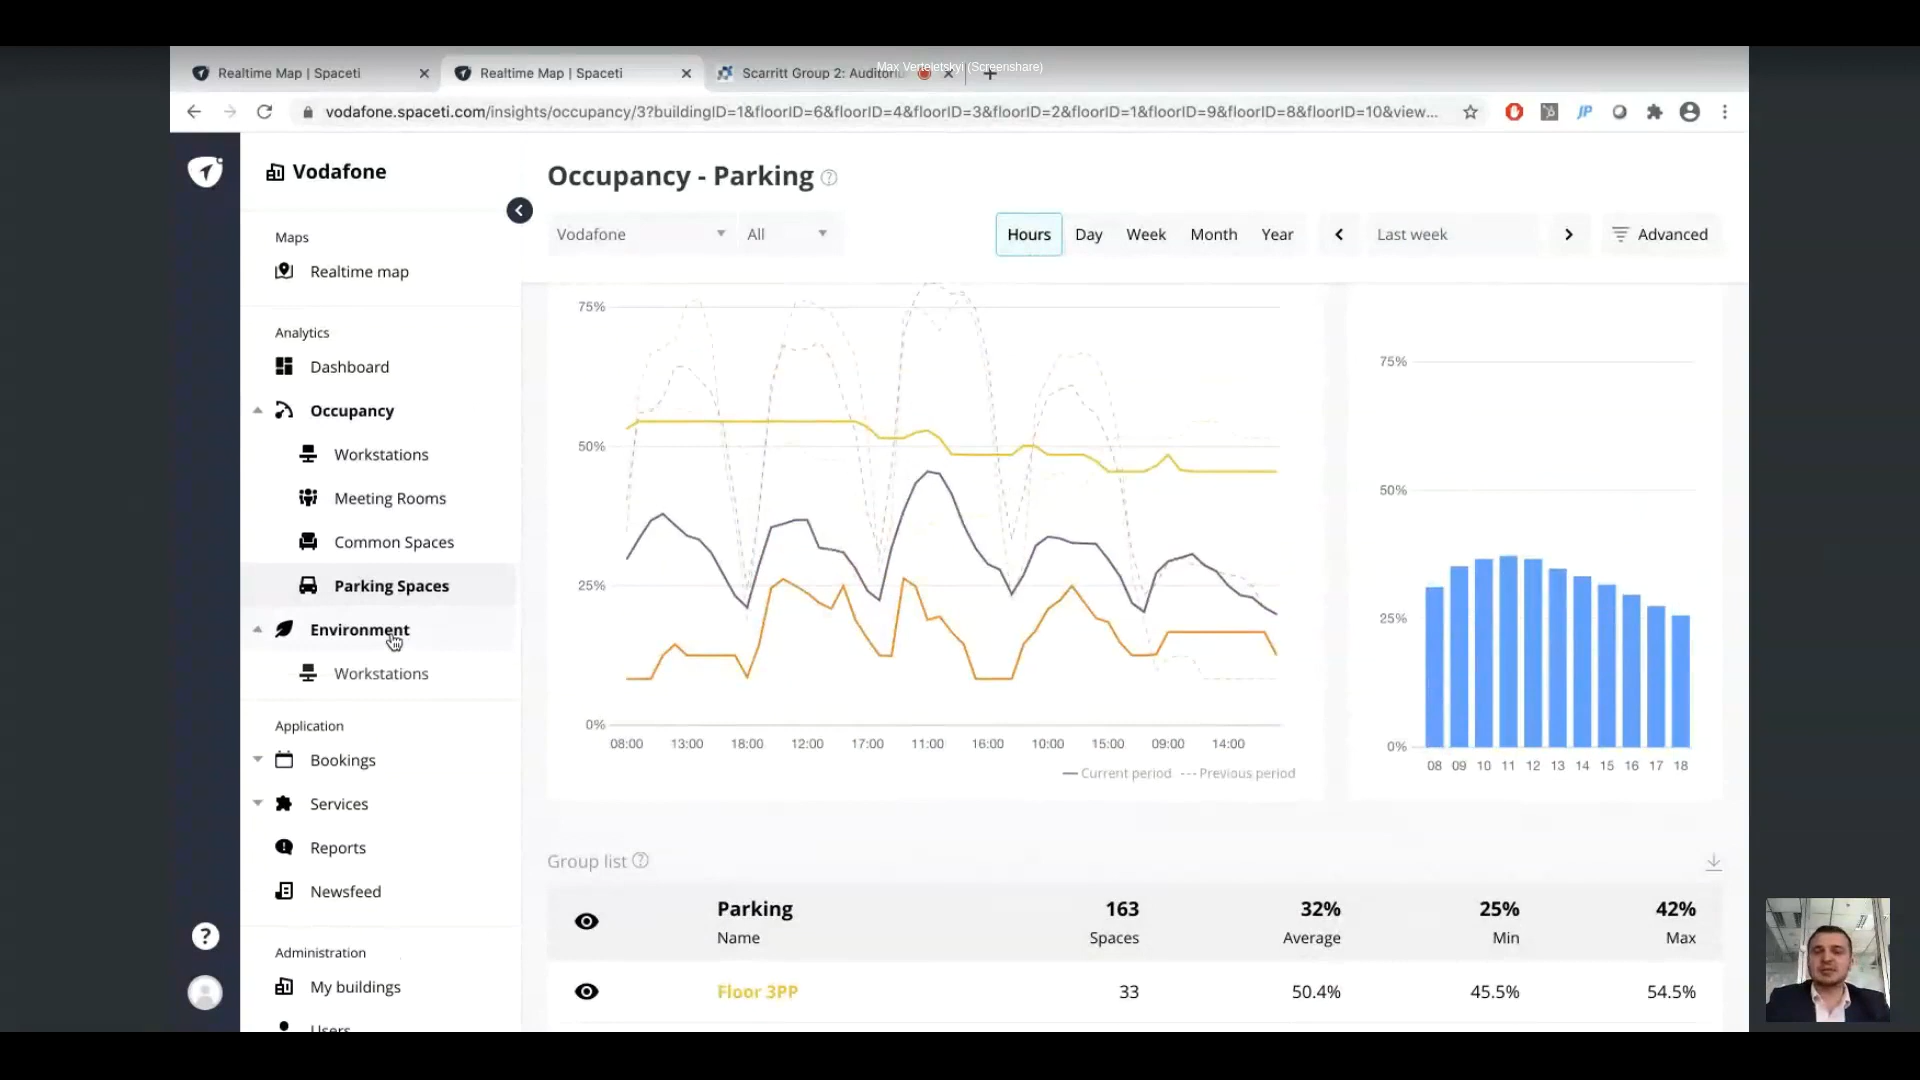 Realtime Map | Spaceti
Realtime Map | Spaceti
Scarritt Group 2: Auditori
Max Verteletskyi (Screenshare)
vodafone.spaceti.com/insights/occupancy/3?buildingID=1&floorID=6&floorID=4&floorID=3&floorID=2&floorID=1&floorID=9&floorID=8&floorID=10&view...
JP
Vodafone
Maps
Realtime map
Analytics
Dashboard
Occupancy
Workstations
Meeting Rooms
Common Spaces
Parking Spaces
Environment
Workstations
Application
Bookings
Services
Reports
Newsfeed
Administration
My buildings
Users
?
Occupancy - Parking ?
Vodafone
All
Hours
Day
Week
Month
Year
Last week
Advanced
75%
50%
25%
0%
08:00 13:00 18:00 12:00 17:00 11:00 16:00 10:00 15:00 09:00 14:00
Current period Previous period
75%
50%
25%
0%
08 09 10 11 12 13 14 15 16 17 18
Group list ?
Parking 163 32% 25% 42%
Name Spaces Average Min Max
Floor 3PP 33 50.4% 45.5% 54.5%